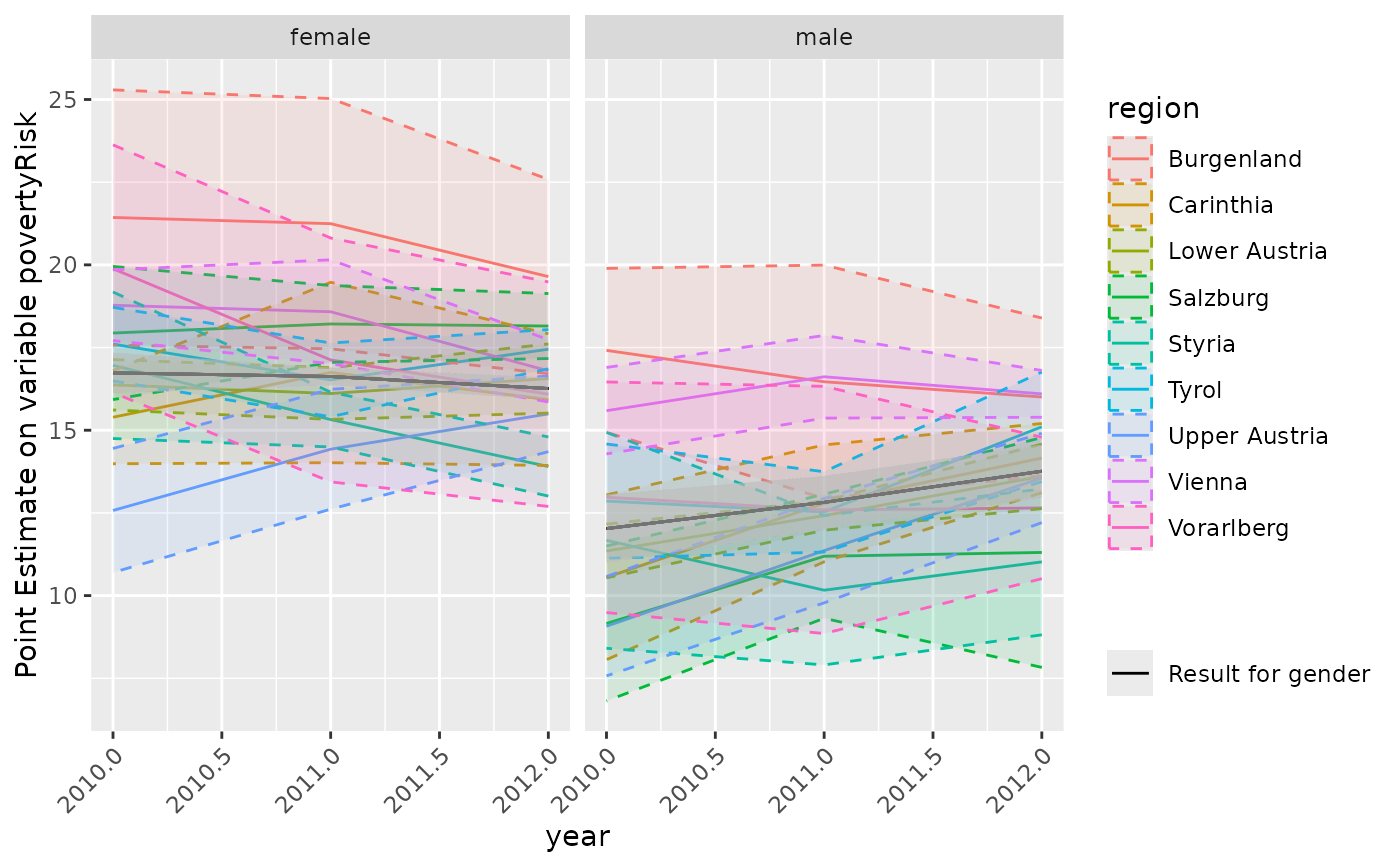 female
male
Point Estimate on variable povertyRisk
25
20
15
10
2010.0
2010.5
2011.0
2011.5
2012.0
2010.0
2010.5
2011.0
2011.5
2012.0
year
region
Burgenland
Carinthia
Lower Austria
Salzburg
Styria
Tyrol
Upper Austria
Vienna
Vorarlberg
Result for gender